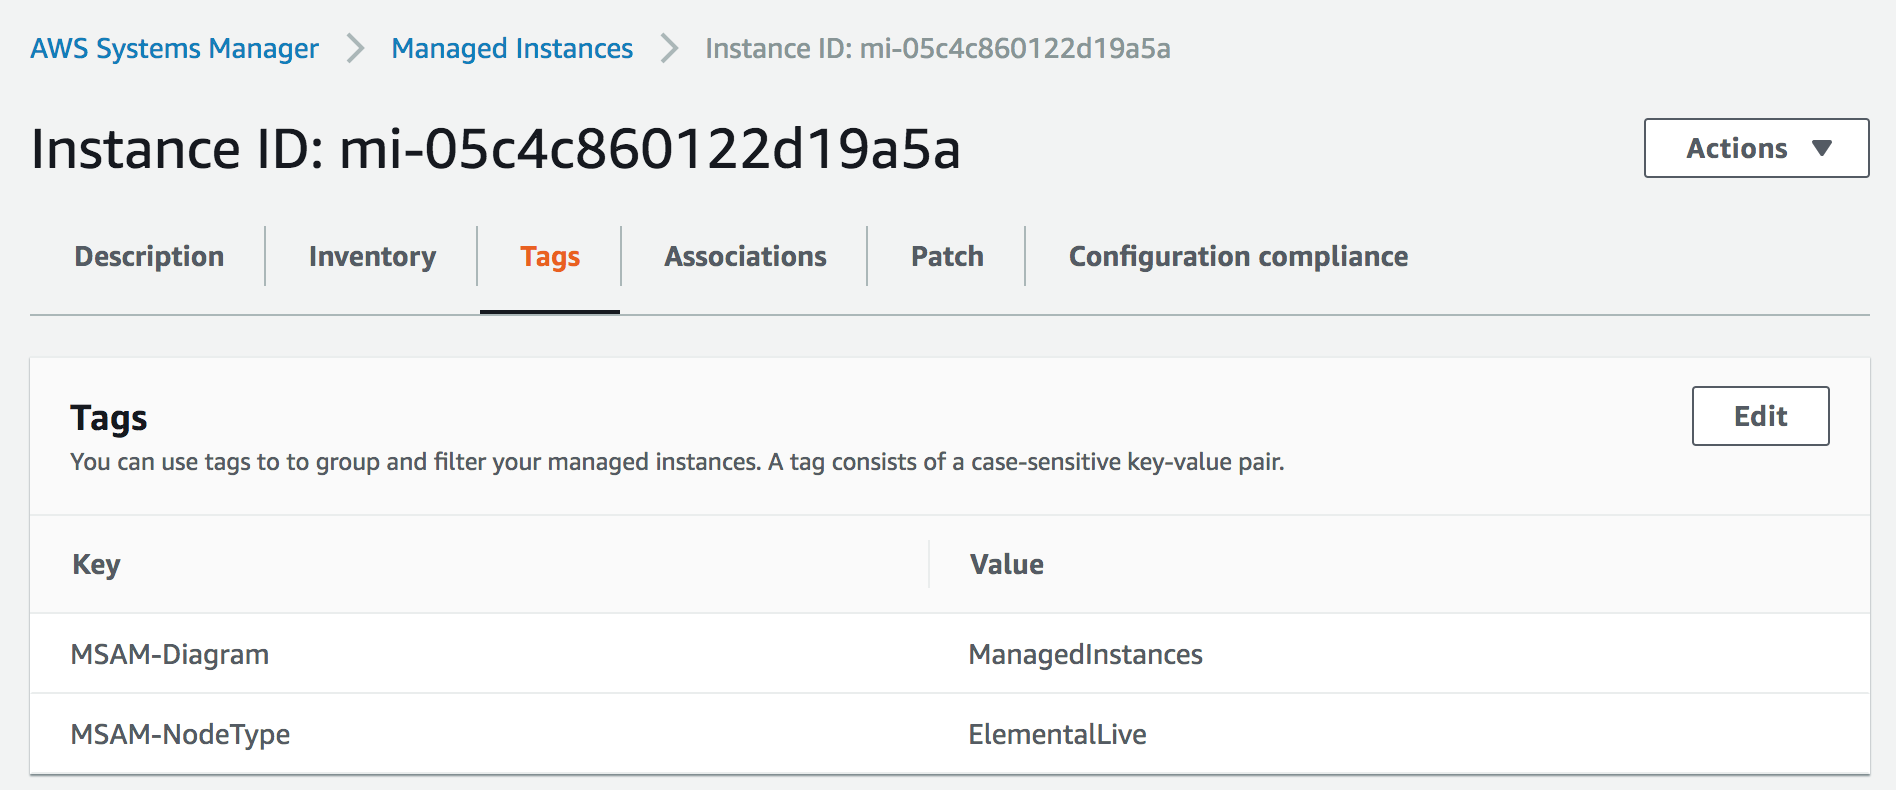 AWS Systems Manager > Managed Instances > Instance ID: mi-05c4c860122d19a5a
Instance ID: mi-05c4c860122d19a5a
Actions
Description Inventory Tags Associations Patch Configuration compliance
Tags
Edit
You can use tags to to group and filter your managed instances. A tag consists of a case-sensitive key-value pair.
Key Value
MSAM-Diagram ManagedInstances
MSAM-NodeType ElementalLive